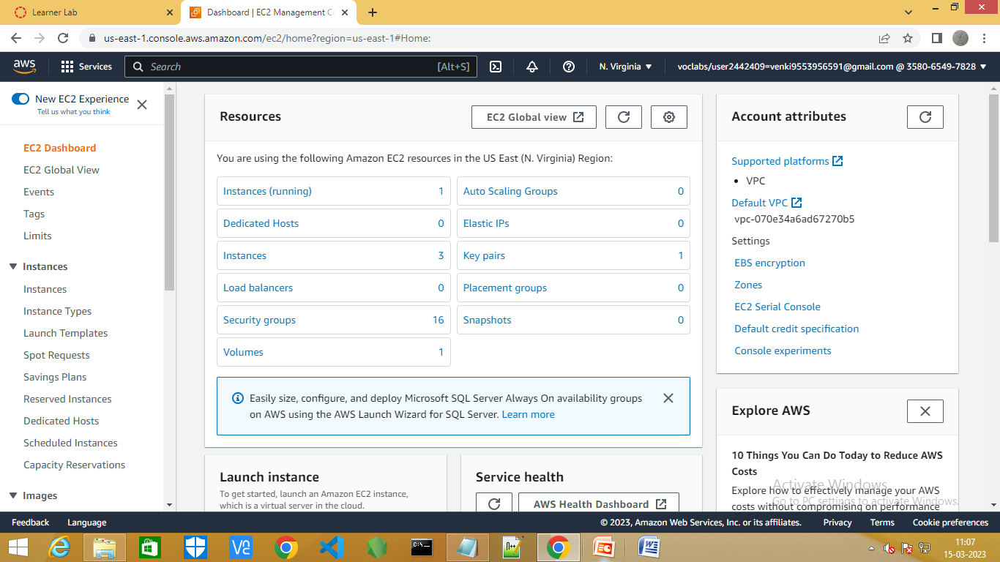 Learner Lab
Dashboard | EC2 Management Co
us-east-1.console.aws.amazon.com/ec2/home?region=us-east-1#Home:
aws
Services
Search
[Alt+S]
N. Virginia
voclabs/user2442409=venki9553956591@gmail.com @ 3580-6549-7828
New EC2 Experience
Tell us what you think
EC2 Dashboard
EC2 Global View
Events
Tags
Limits
Instances
Instances
Instance Types
Launch Templates
Spot Requests
Savings Plans
Reserved Instances
Dedicated Hosts
Scheduled Instances
Capacity Reservations
Images
Resources
EC2 Global view
You are using the following Amazon EC2 resources in the US East (N. Virginia) Region:
Instances (running) 1
Auto Scaling Groups 0
Dedicated Hosts 0
Elastic IPs 0
Instances 3
Key pairs 1
Load balancers 0
Placement groups 0
Security groups 16
Snapshots 0
Volumes 1
Easily size, configure, and deploy Microsoft SQL Server Always On availability groups
on AWS using the AWS Launch Wizard for SQL Server. Learn more
Launch instance
To get started, launch an Amazon EC2 instance,
which is a virtual server in the cloud.
Service health
AWS Health Dashboard
Account attributes
Supported platforms
VPC
Default VPC
vpc-070e34a6ad67270b5
Settings
EBS encryption
Zones
EC2 Serial Console
Default credit specification
Console experiments
Explore AWS
10 Things You Can Do Today to Reduce AWS
Costs
Explore how to effectively manage your AWS
costs without compromising on performance
Activate Windows
Go to PC settings to activate Windows.
Feedback
Language
© 2023, Amazon Web Services, Inc. or its affiliates.
Privacy
Terms
Cookie preferences
11:07
15-03-2023